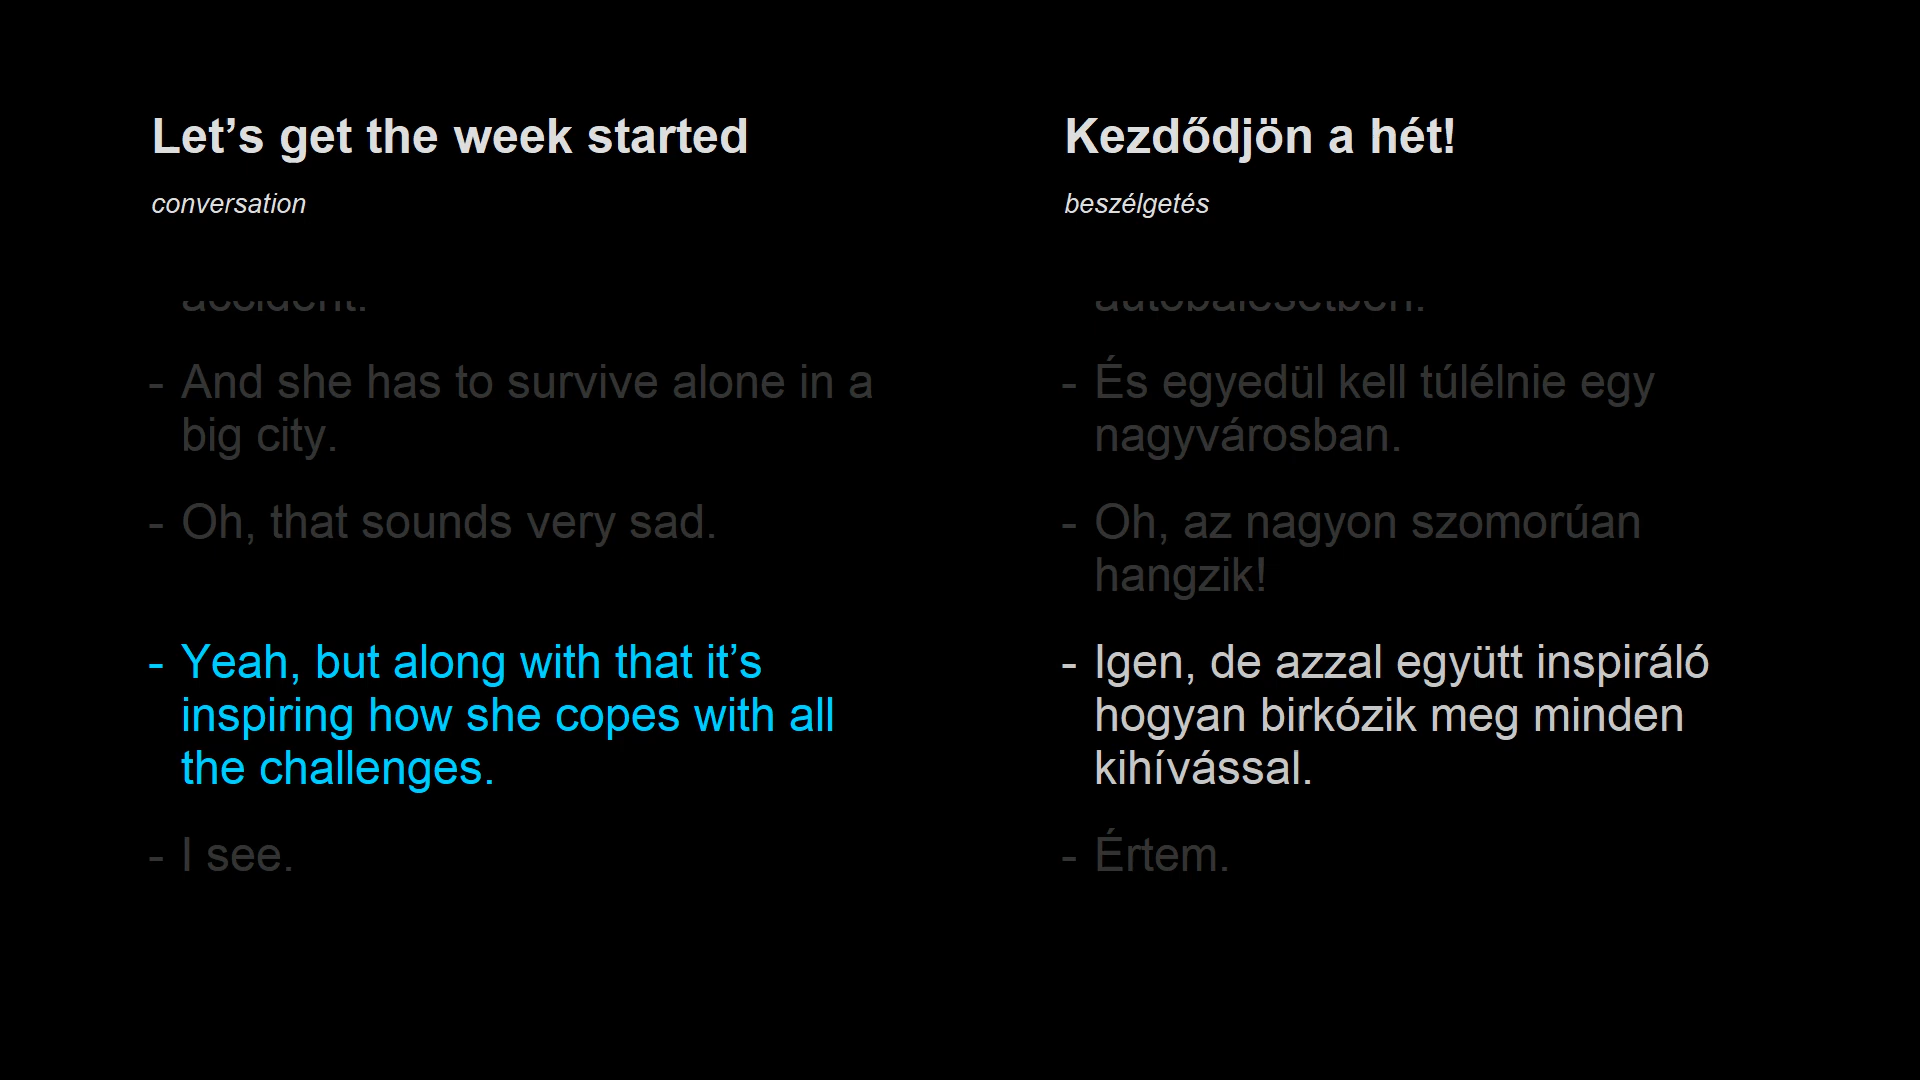 Let’s get the week started
conversation
accident.
- And she has to survive alone in a
big city.
- Oh, that sounds very sad.
- Yeah, but along with that it’s
inspiring how she copes with all
the challenges.
- I see.
Kezdődjön a hét!
beszélgetés
autóbalesetben.
- És egyedül kell túlélnie egy
nagyvárosban.
- Oh, az nagyon szomorúan
hangzik!
- Igen, de azzal együtt inspiráló
hogyan birkózik meg minden
kihívással.
- Értem.